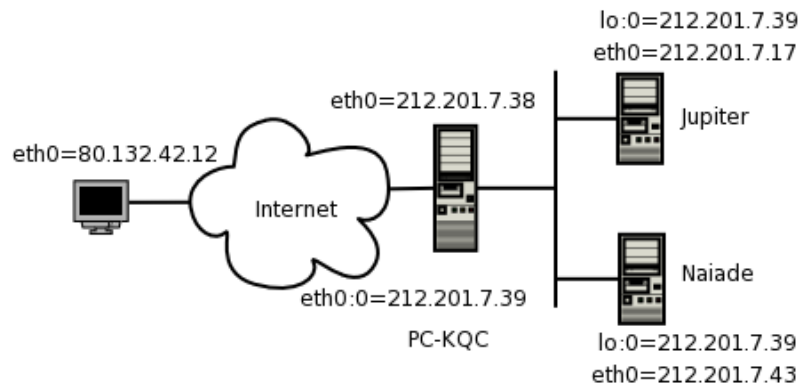 lo:0=212.201.7.39
eth0=212.201.7.17
eth0=212.201.7.38
Jupiter
eth0=80.132.42.12
Internet
Naiade
eth0:0=212.201.7.39
PC-KQC
lo:0=212.201.7.39
eth0=212.201.7.43